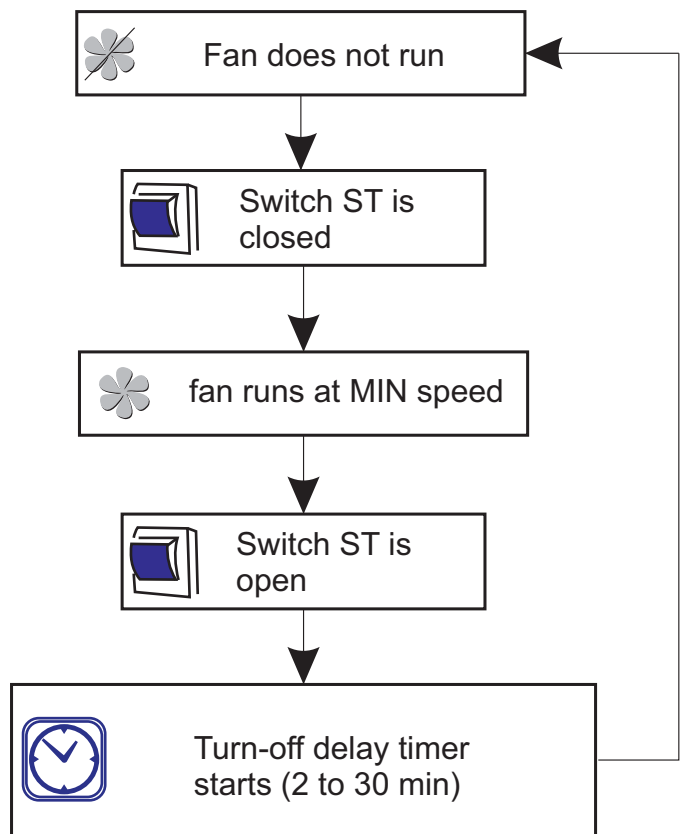 Fan does not run
Switch ST is
closed
fan runs at MIN speed
Switch ST is
open
Turn-off delay timer
starts (2 to 30 min)